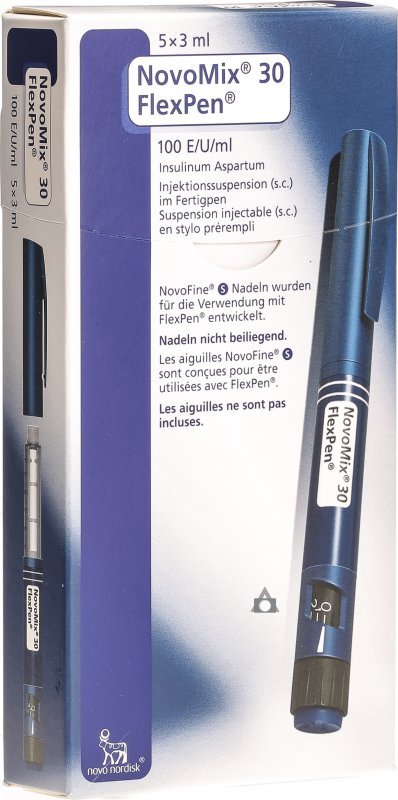 5×3 ml
NovoMix® 30
FlexPen®
100 E/U/ml
Insulinum Aspartum
Injektionssuspension (s.c.)
im Fertigpen
Suspension injectable (s.c.)
en stylo prérempli
NovoFine® S Nadeln wurden
für die Verwendung mit
FlexPen® entwickelt.
Nadeln nicht beiliegend.
Les aiguilles NovoFine® S
sont conçues pour être
utilisées avec FlexPen®.
Les aiguilles ne sont pas
incluses.
NovoMix® 30
FlexPen®
novo nordisk®
NovoMix® 30
FlexPen®
100 E/U/ml 5×3 ml
NovoMix® 30
FlexPen®